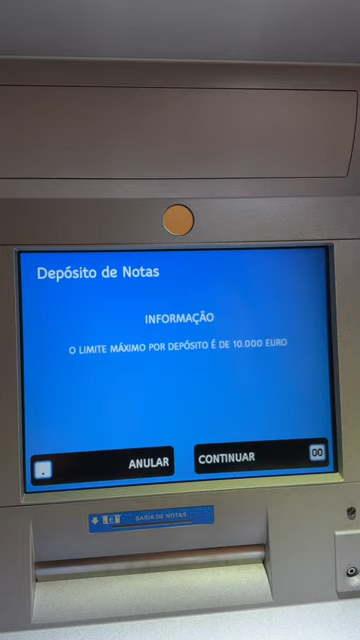 Depósito de Notas
INFORMAÇÃO
O LIMITE MÁXIMO POR DEPÓSITO É DE 10.000 EURO
. ANULAR
CONTINUAR 00
SAÍDA DE NOTAS